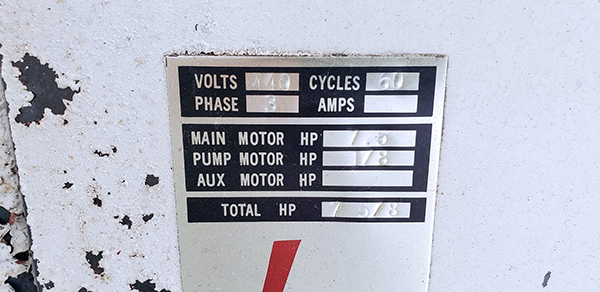 VOLTS 440 CYCLES 60
PHASE 3 AMPS
MAIN MOTOR HP 7.5
PUMP MOTOR HP 1/8
AUX MOTOR HP
TOTAL HP 7 5/8